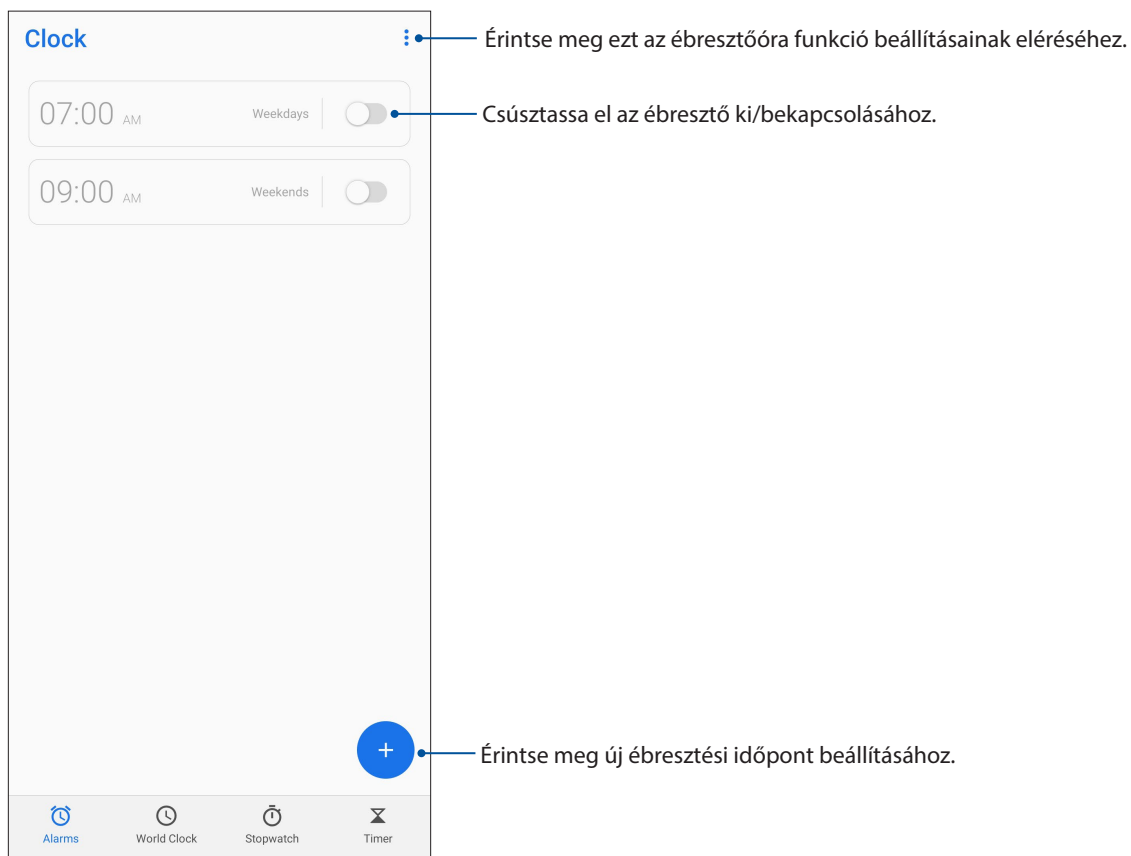 Clock
Érintse meg ezt az ébresztőóra funkció beállításainak eléréséhez.
07:00 AM Weekdays
Csúsztassa el az ébresztő ki/bekapcsolásához.
09:00 AM Weekends
+
Érintse meg új ébresztési időpont beállításához.
Alarms World Clock Stopwatch Timer